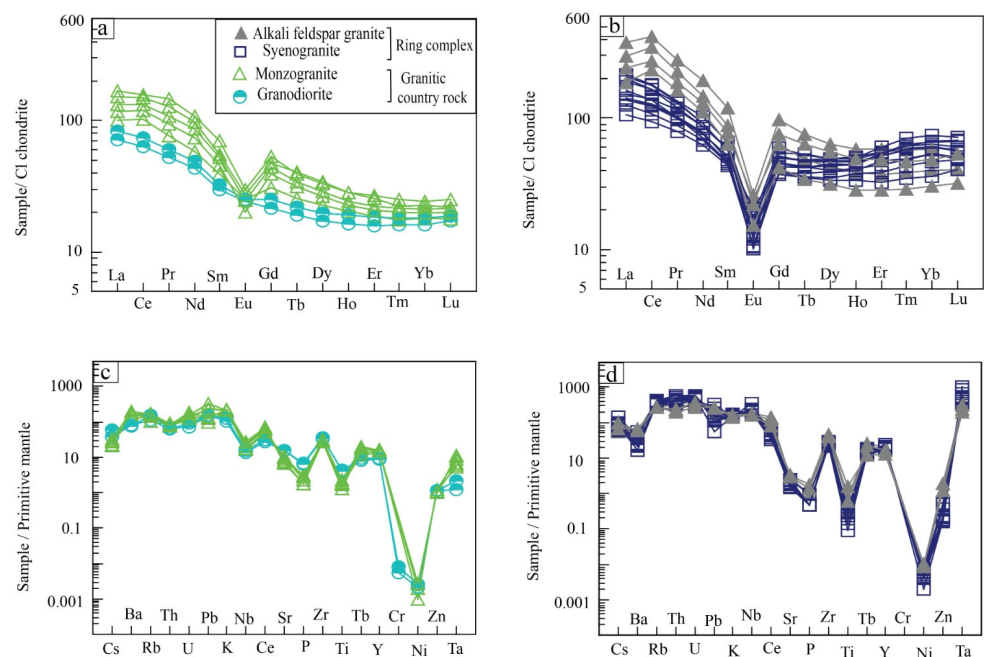 a
600
100
10
5
Sample/ Cl chondrite
Alkali feldspar granite
Syenogranite
Ring complex
Monzogranite
Granodiorite
Granitic
country rock
La Pr Sm Gd Dy Er Yb
Ce Nd Eu Tb Ho Tm Lu
b
600
100
10
5
Sample/ Cl chondrite
La Pr Sm Gd Dy Er Yb
Ce Nd Eu Tb Ho Tm Lu
c
1000
10
0.1
0.001
Sample / Primitive mantle
Ba Th Pb Nb Sr Zr Tb Cr Zn
Cs Rb U K Ce P Ti Y Ni Ta
d
1000
10
0.1
0.001
Sample / Primitive mantle
Ba Th Pb Nb Sr Zr Tb Cr Zn
Cs Rb U K Ce P Ti Y Ni Ta